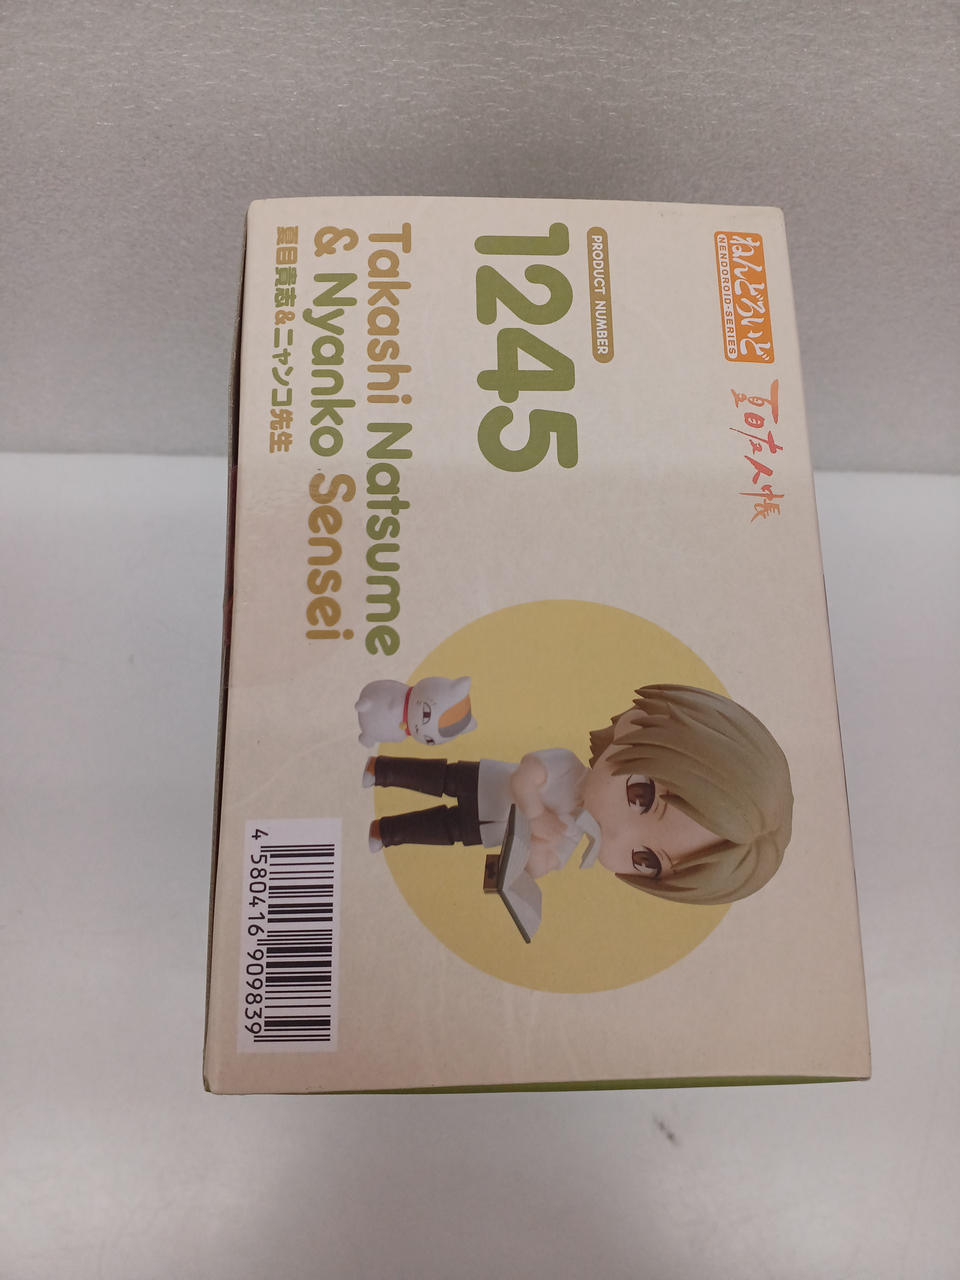 ねんどろいど
NENDOROID-SERIES
夏目友人帳
PRODUCT NUMBER
1245
Takashi Natsume
& Nyanko Sensei
夏目貴志&ニャンコ先生
4 580416 909839